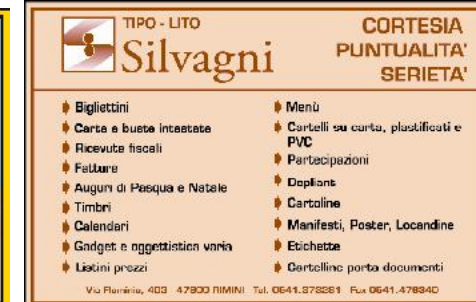 TIPO - LITO
Silvagni
CORTESIA
PUNTUALITA'
SERIETA'
Bigliettini
Carta e buste intestate
Ricevute fiscali
Fatture
Auguri di Pasqua e Natale
Timbri
Calendari
Gadget e oggettistica varia
Listini prezzi
Menù
Cartelli su carta, plastificati e
PVC
Partecipazioni
Depliant
Cartoline
Manifesti, Poster, Locandine
Etichette
Cartelline porta documenti
Via Flaminia, 403 47900 RIMINI Tel. 0541.373281 Fax 0541.478340